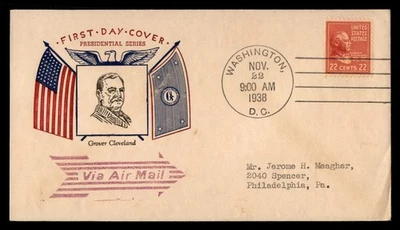 FIRST·DAY·COVER
PRESIDENTIAL SERIES
Grover Cleveland
Via Air Mail
WASHINGTON,
NOV.
22
9:00 AM
1938
D. C.
UNITED
STATES
POSTAGE
22 CENTS 22
Mr. Jerome H. Meagher,
2040 Spencer,
Philadelphia, Pa.